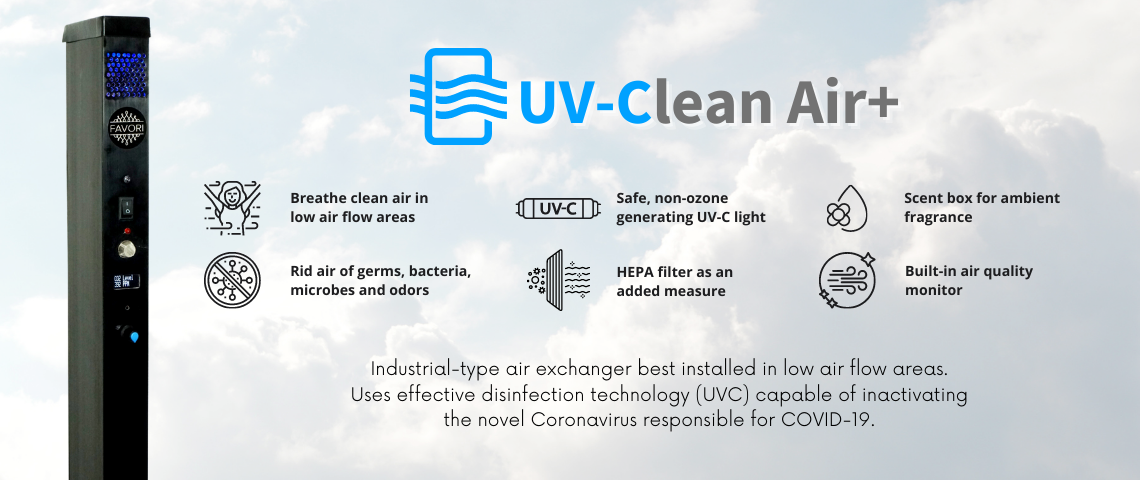 UV-Clean Air+
FAVORI
Breathe clean air in
low air flow areas
UV-C
Safe, non-ozone
generating UV-C light
Scent box for ambient
fragrance
Rid air of germs, bacteria,
microbes and odors
HEPA filter as an
added measure
Built-in air quality
monitor
Industrial-type air exchanger best installed in low air flow areas.
Uses effective disinfection technology (UVC) capable of inactivating
the novel Coronavirus responsible for COVID-19.